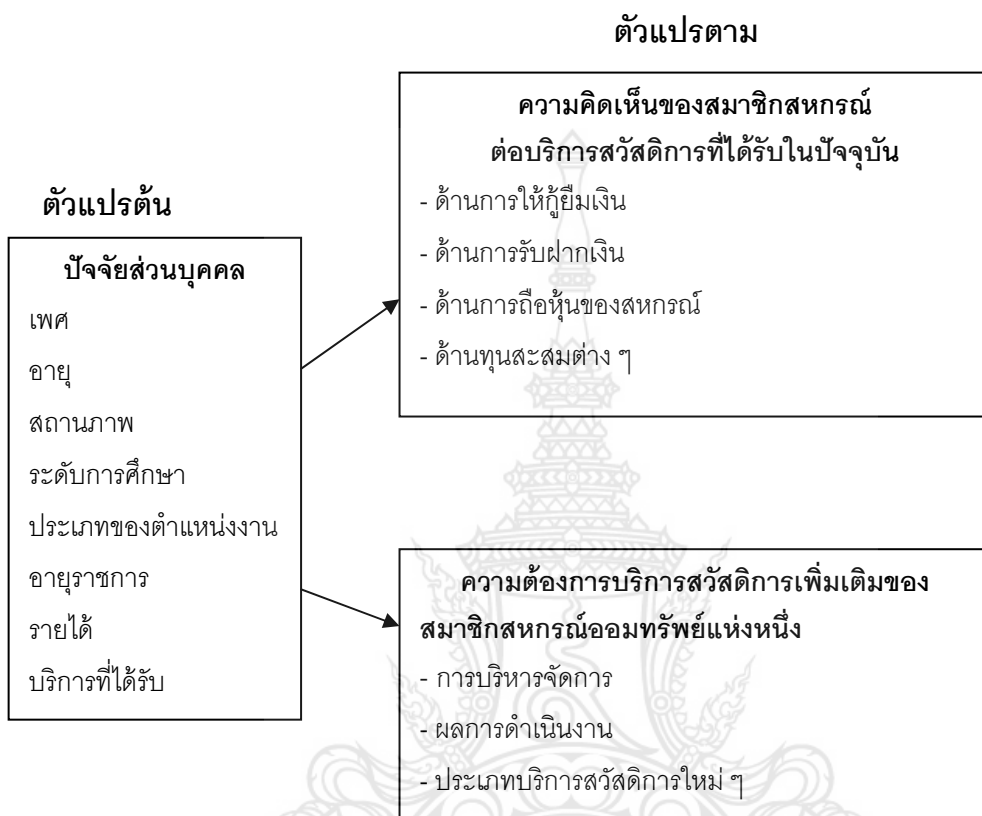 ตัวแปรตาม
ความคิดเห็นของสมาชิกสหกรณ์
ต่อบริการสวัสดิการที่ได้รับในปัจจุบัน
- ด้านการให้กู้ยืมเงิน
- ด้านการรับฝากเงิน
- ด้านการถือหุ้นของสหกรณ์
- ด้านทุนสะสมต่าง ๆ
ตัวแปรต้น
ปัจจัยส่วนบุคคล
เพศ
อายุ
สถานภาพ
ระดับการศึกษา
ประเภทของตำแหน่งงาน
อายุราชการ
รายได้
บริการที่ได้รับ
ความต้องการบริการสวัสดิการเพิ่มเติมของ
สมาชิกสหกรณ์ออมทรัพย์แห่งหนึ่ง
- การบริหารจัดการ
- ผลการดำเนินงาน
- ประเภทบริการสวัสดิการใหม่ ๆ